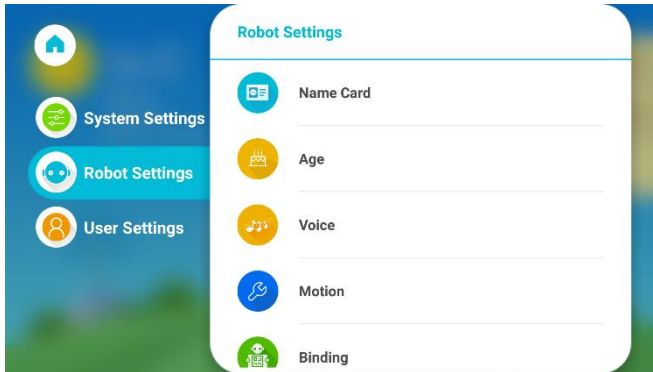 System Settings
Robot Settings
User Settings
Robot Settings
Name Card
Age
Voice
Motion
Binding